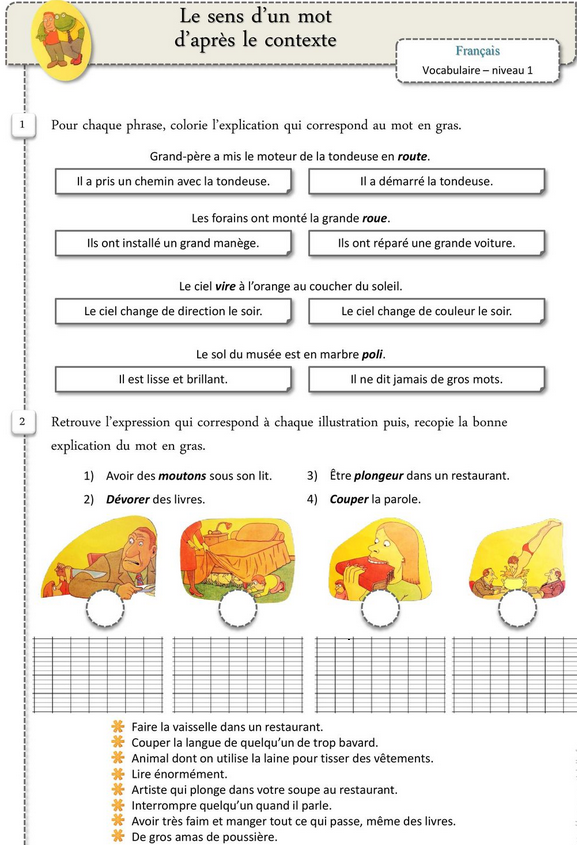 Le sens d'un mot
d'après le contexte
Français
Vocabulaire – niveau 1
1
Pour chaque phrase, colorie l'explication qui correspond au mot en gras.
Grand-père a mis le moteur de la tondeuse en route.
Il a pris un chemin avec la tondeuse.
Il a démarré la tondeuse.
Les forains ont monté la grande roue.
Ils ont installé un grand manège.
Ils ont réparé une grande voiture.
Le ciel vire à l'orange au coucher du soleil.
Le ciel change de direction le soir.
Le ciel change de couleur le soir.
Le sol du musée est en marbre poli.
Il est lisse et brillant.
Il ne dit jamais de gros mots.
2
Retrouve l'expression qui correspond à chaque illustration puis, recopie la bonne
explication du mot en gras.
1) Avoir des moutons sous son lit.
3) Être plongeur dans un restaurant.
2) Dévorer des livres.
4) Couper la parole.
Faire la vaisselle dans un restaurant.
Couper la langue de quelqu'un de trop bavard.
Animal dont on utilise la laine pour tisser des vêtements.
Lire énormément.
Artiste qui plonge dans votre soupe au restaurant.
Interrompre quelqu'un quand il parle.
Avoir très faim et manger tout ce qui passe, même des livres.
De gros amas de poussière.